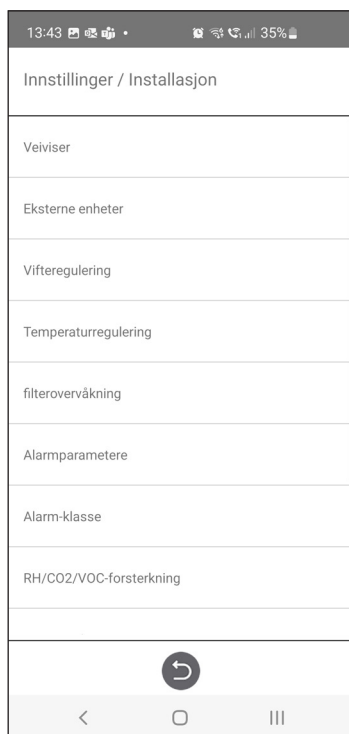 13:43 35%
Innstillinger / Installasjon
Veiviser
Eksterne enheter
Vifteregulering
Temperaturregulering
filterovervåkning
Alarmparametere
Alarm-klasse
RH/CO2/VOC-forsterkning